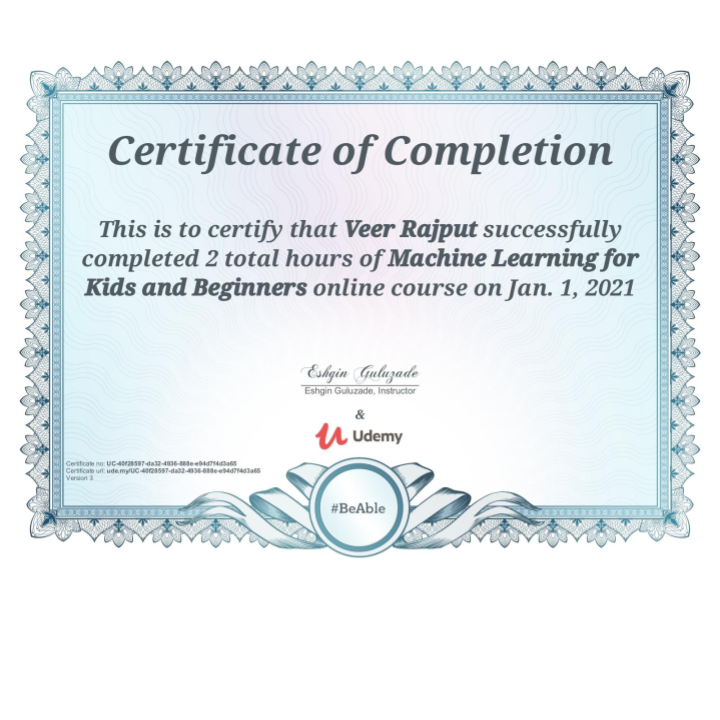 Certificate of Completion
This is to certify that Veer Rajput successfully
completed 2 total hours of Machine Learning for
Kids and Beginners online course on Jan. 1, 2021
Eshgin Guluzade
Eshgin Guluzade, Instructor
&
Udemy
Certificate no: UC-40f28597-da32-4936-888e-e94d7f4d3a65
Certificate url: ude.my/UC-40f28597-da32-4936-888e-e94d7f4d3a65
Version 3
#BeAble